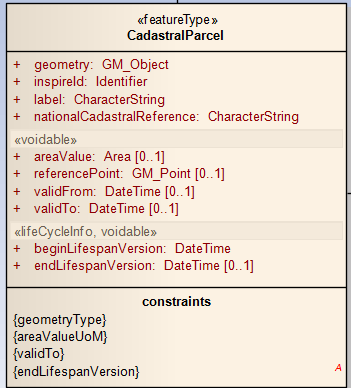 «featureType»
CadastralParcel
+ geometry: GM_Object
+ inspireId: Identifier
+ label: CharacterString
+ nationalCadastralReference: CharacterString
«voidable»
+ areaValue: Area [0..1]
+ referencePoint: GM_Point [0..1]
+ validFrom: DateTime [0..1]
+ validTo: DateTime [0..1]
«lifeCycleInfo, voidable»
+ beginLifespanVersion: DateTime
+ endLifespanVersion: DateTime [0..1]
constraints
{geometryType}
{areaValueUoM}
{validTo}
{endLifespanVersion}
A